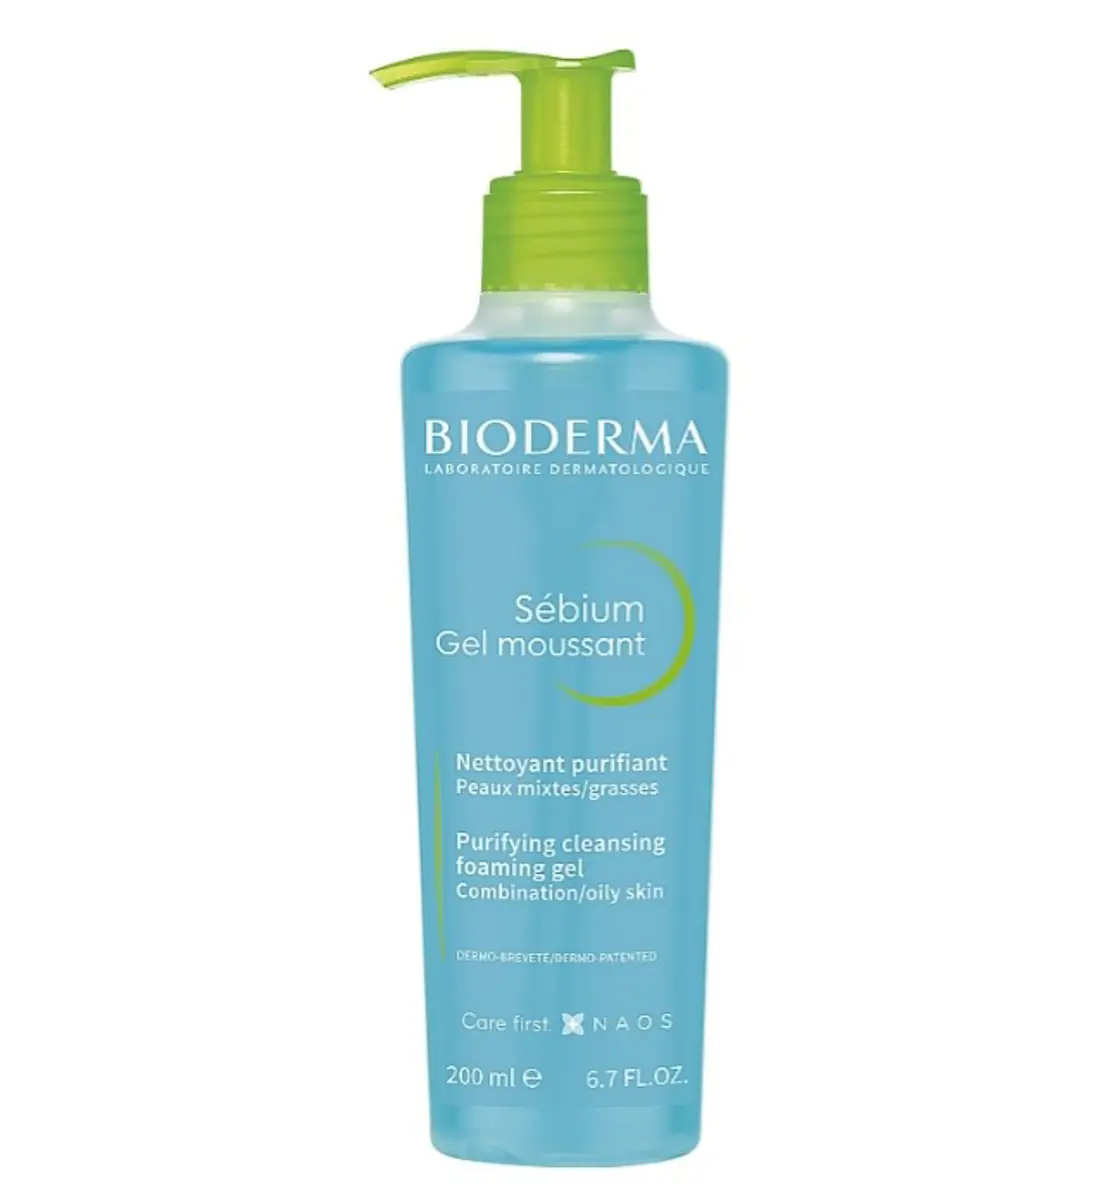 BIODERMA
LABORATOIRE DERMATOLOGIQUE
Sébium
Gel moussant
Nettoyant purifiant
Peaux mixtes/grasses
Purifying cleansing
foaming gel
Combination/oily skin
DERMO-BREVETÉ/DERMO-PATENTED
Care first. NAOS
200 ml ℮ 6.7 FL.OZ.